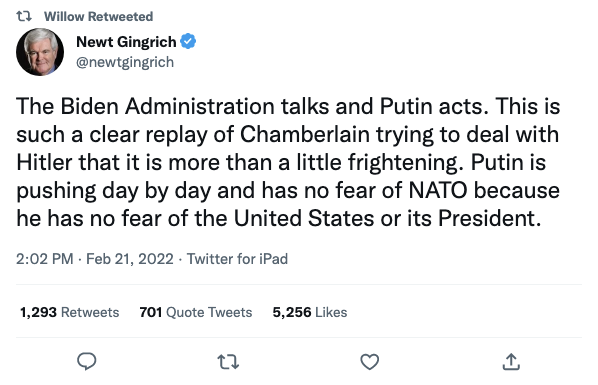 Willow Retweeted
Newt Gingrich
@newtgingrich
The Biden Administration talks and Putin acts. This is
such a clear replay of Chamberlain trying to deal with
Hitler that it is more than a little frightening. Putin is
pushing day by day and has no fear of NATO because
he has no fear of the United States or its President.
2:02 PM · Feb 21, 2022 · Twitter for iPad
1,293 Retweets 701 Quote Tweets 5,256 Likes